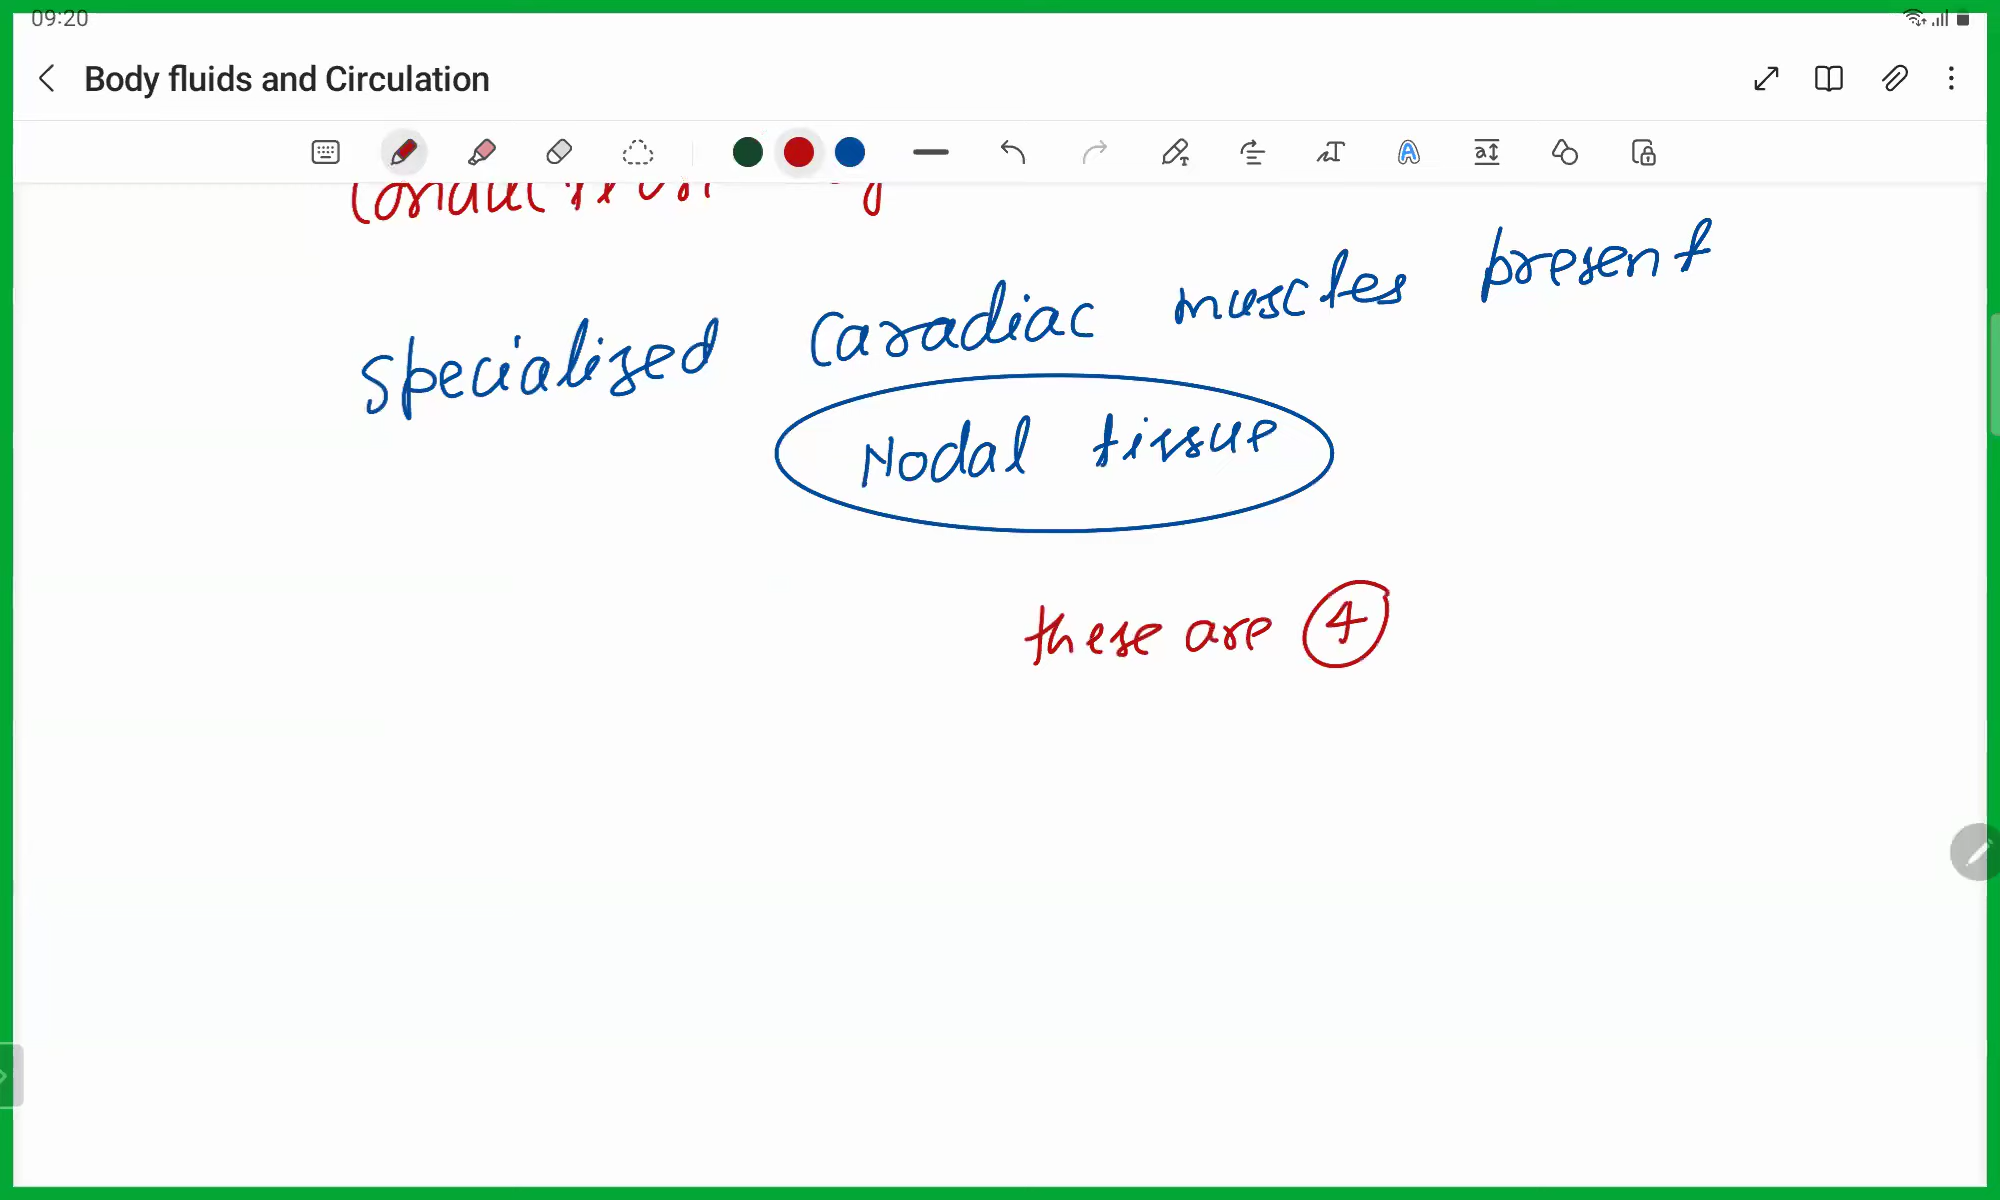 09:20
Body fluids and Circulation
specialized Caradiac muscles present
Nodal tissue
these are 4